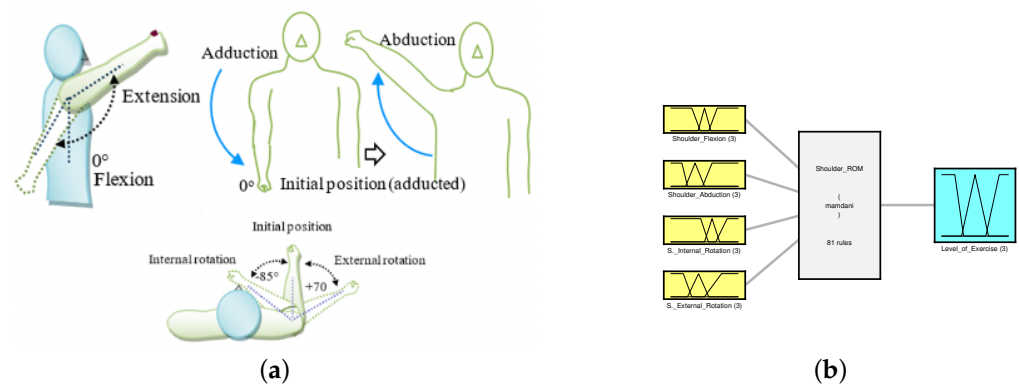 Extension
0°
Flexion
Adduction
0°
Initial position (adducted)
Abduction
Initial position
Internal rotation
External rotation
-85°
+70
(a)
Shoulder_Flexion (3)
Shoulder_Abduction (3)
S._Internal_Rotation (3)
S._External_Rotation (3)
Shoulder_ROM
(
mamdani
)
81 rules
Level_of_Exercise (3)
(b)